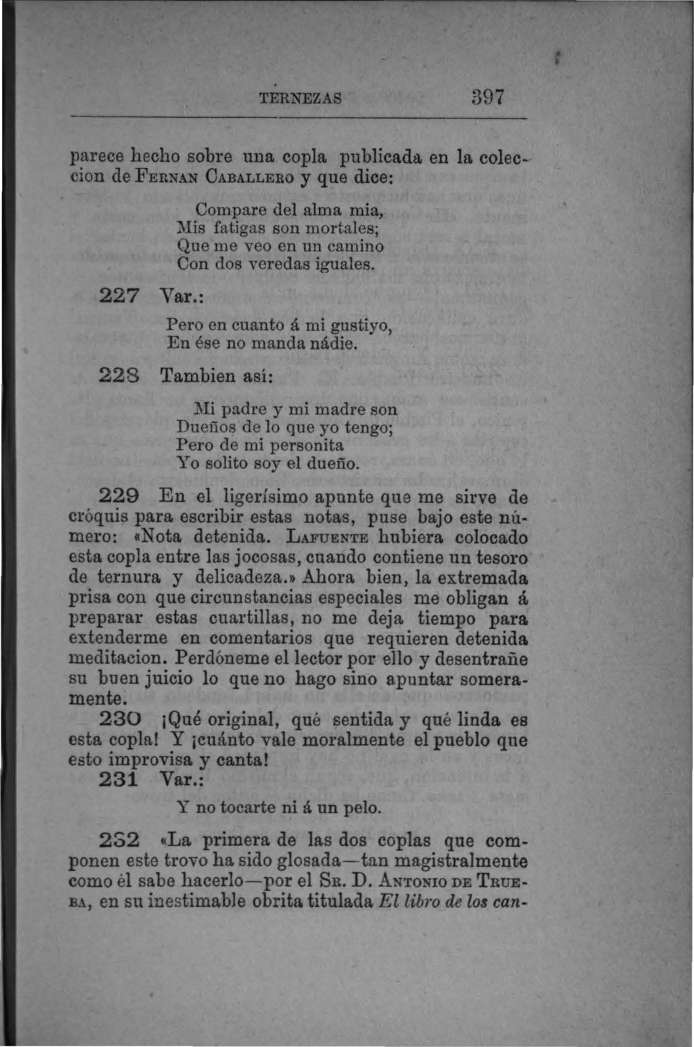 TERNEZAS 397
parece hecho sobre una copla publicada en la colec-
cion de FERNAN CABALLERO y que dice:
Compare del alma mia,
Mis fatigas son mortales;
Que me veo en un camino
Con dos veredas iguales.
227 Var.:
Pero en cuanto á mi gustiyo,
En ése no manda nádie.
228 Tambien así:
Mi padre y mi madre son
Dueños de lo que yo tengo;
Pero de mi personita
Yo solito soy el dueño.
229 En el ligerísimo apunte que me sirve de
cróquis para escribir estas notas, puse bajo este nú-
mero: «Nota detenida. LAFUENTE hubiera colocado
esta copla entre las jocosas, cuando contiene un tesoro
de ternura y delicadeza.» Ahora bien, la extremada
prisa con que circunstancias especiales me obligan á
preparar estas cuartillas, no me deja tiempo para
extenderme en comentarios que requieren detenida
meditacion. Perdóneme el lector por ello y desentrañe
su buen juicio lo que no hago sino apuntar somera-
mente.
230 ¡Qué original, qué sentida y qué linda es
esta copla! Y ¡cuánto vale moralmente el pueblo que
esto improvisa y canta!
231 Var.:
Y no tocarte ni á un pelo.
232 «La primera de las dos coplas que com-
ponen este trovo ha sido glosada—tan magistralmente
como él sabe hacerlo—por el SR. D. ANTONIO DE TRUE-
BA, en su inestimable obrita titulada El libro de los can-